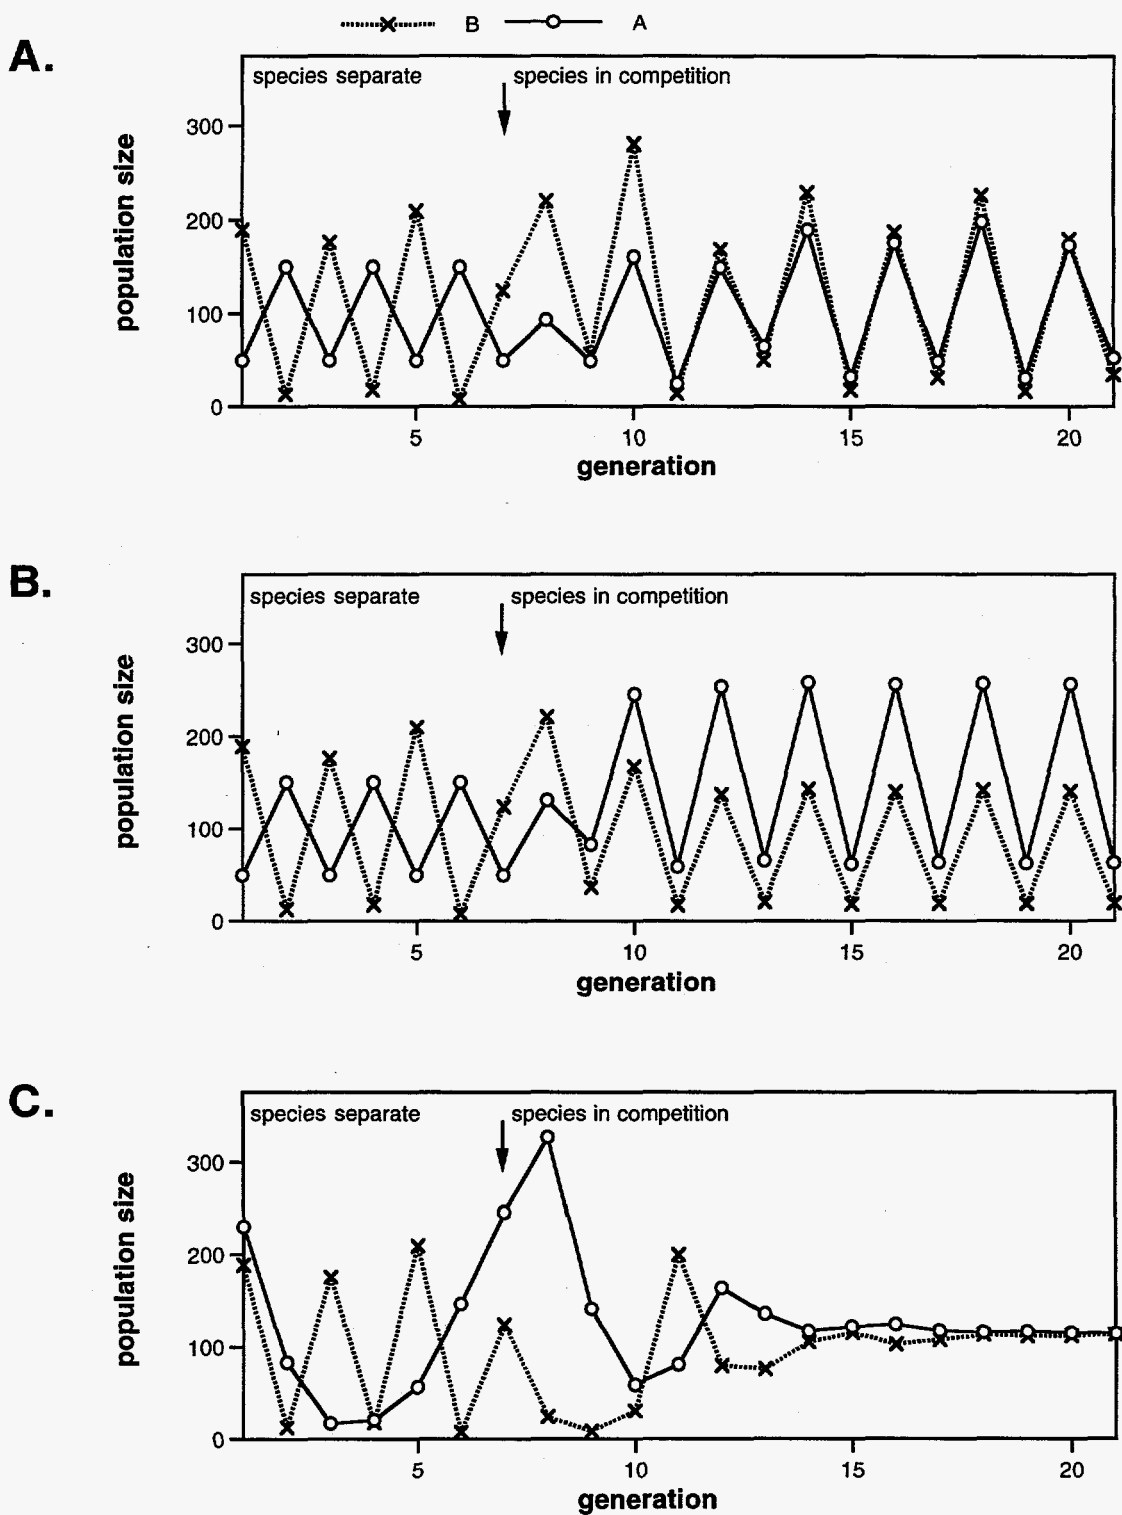 B A
A.
species separate species in competition
population size
300
200
100
0
5 10 15 20
generation
B.
species separate species in competition
population size
300
200
100
0
5 10 15 20
generation
C.
species separate species in competition
population size
300
200
100
0
5 10 15 20
generation